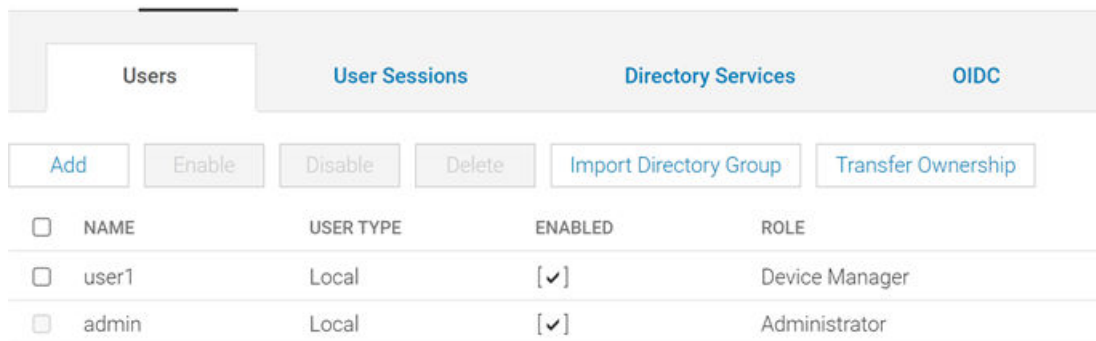 Users User Sessions Directory Services OIDC
Add Enable Disable Delete Import Directory Group Transfer Ownership
NAME USER TYPE ENABLED ROLE
user1 Local [✔] Device Manager
admin Local [✔] Administrator